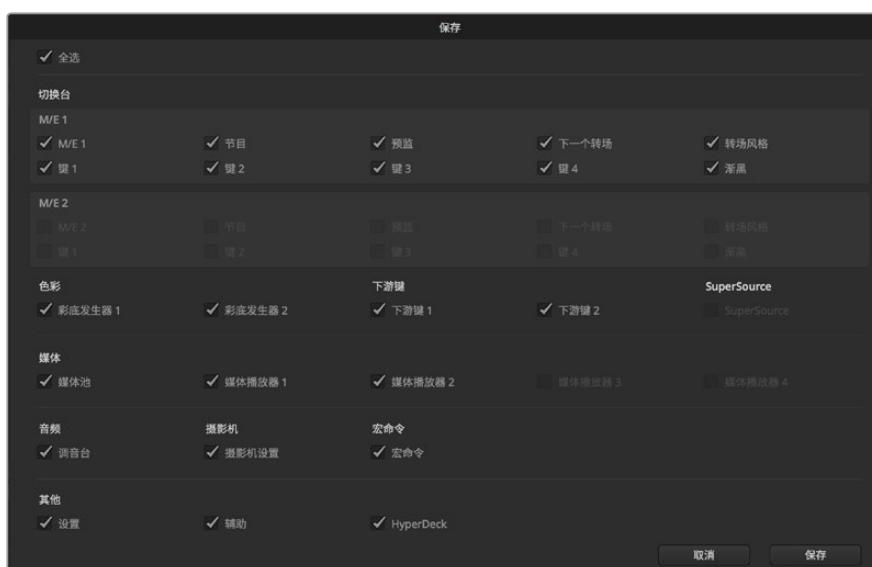 保存
全选
切换台
M/E 1
M/E 1 节目 预监 下一个转场 转场风格
键 1 键 2 键 3 键 4 渐黑
M/E 2
M/E 2 节目 预监 下一个转场 转场风格
键 1 键 2 键 3 键 4 渐黑
色彩 下游键 SuperSource
彩底发生器 1 彩底发生器 2 下游键 1 下游键 2 SuperSource
媒体
媒体池 媒体播放器 1 媒体播放器 2 媒体播放器 3 媒体播放器 4
音频 摄影机 宏命令
调音台 摄影机设置 宏命令
其他
设置 辅助 HyperDeck
取消 保存